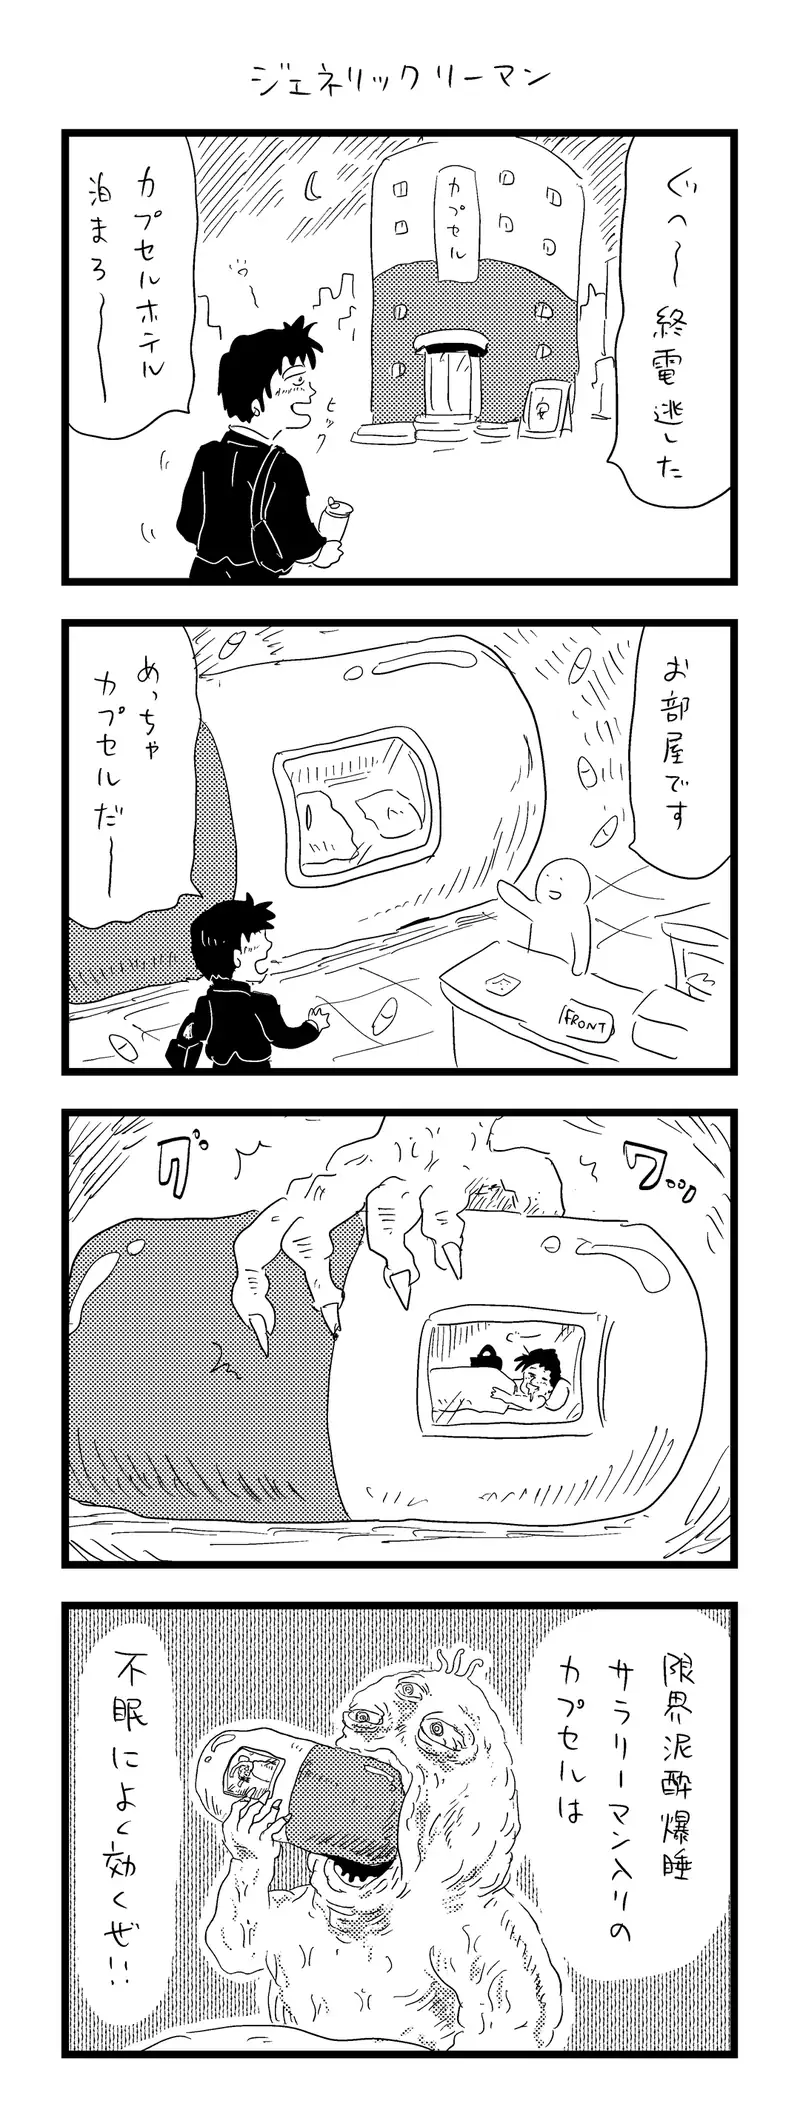 ジェネリックリーマン
ぐへ〜終電逃した
カプセル
カプセルホテル
泊まろ〜
ヒック
お部屋です
めっちゃ
カプセルだ〜
FRONT
グ
ワッ
ぐー
限界泥酔爆睡
サラリーマン入りの
カプセルは
不眠によく効くぜ!!